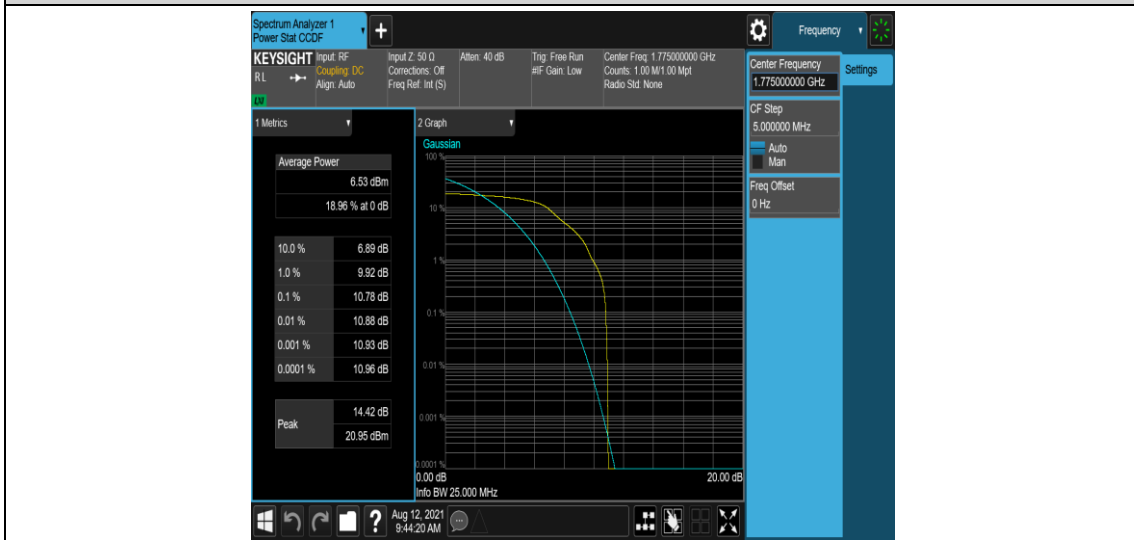 Spectrum Analyzer 1
Power Stat CCDF
+
Frequency
KEYSIGHT
RL
Input: RF
Coupling: DC
Align: Auto
Input Z: 50 Ω
Corrections: Off
Freq Ref: Int (S)
Atten: 40 dB
Trig: Free Run
#IF Gain: Low
Center Freq: 1.775000000 GHz
Counts: 1.00 M/1.00 Mpt
Radio Std: None
Center Frequency
1.775000000 GHz
Settings
CF Step
5.000000 MHz
Auto
Man
Freq Offset
0 Hz
1 Metrics
Average Power
6.53 dBm
18.96 % at 0 dB
10.0 % 6.89 dB
1.0 % 9.92 dB
0.1 % 10.78 dB
0.01 % 10.88 dB
0.001 % 10.93 dB
0.0001 % 10.96 dB
Peak
14.42 dB
20.95 dBm
2 Graph
Gaussian
100 %
10 %
1 %
0.1 %
0.01 %
0.001 %
0.0001 %
0.00 dB
20.00 dB
Info BW 25.000 MHz
?
Aug 12, 2021
9:44:20 AM